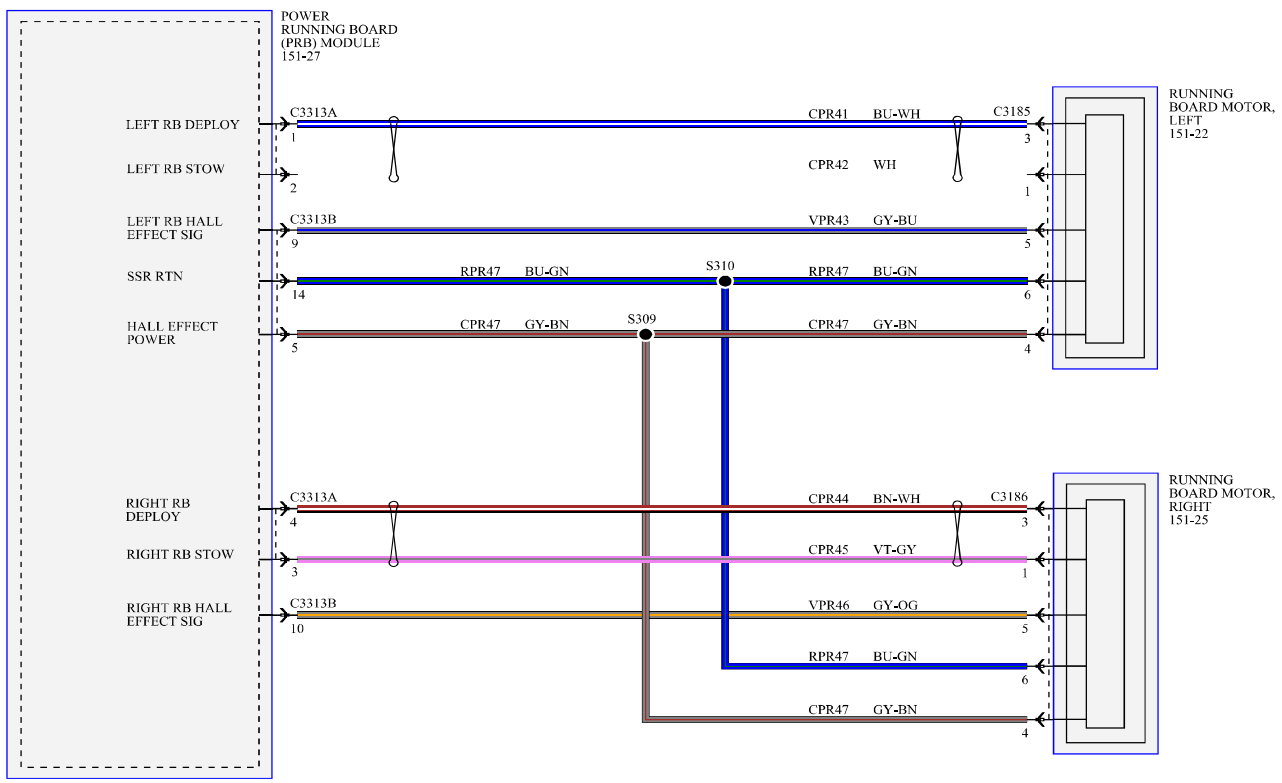 POWER
RUNNING BOARD
(PRB) MODULE
151-27
RUNNING
BOARD MOTOR,
LEFT
151-22
LEFT RB DEPLOY
C3313A
1
CPR41 BU-WH
C3185
3
LEFT RB STOW
2
CPR42 WH
1
LEFT RB HALL
EFFECT SIG
C3313B
9
VPR43 GY-BU
5
SSR RTN
14
RPR47 BU-GN
S310
RPR47 BU-GN
6
HALL EFFECT
POWER
5
CPR47 GY-BN
S309
CPR47 GY-BN
4
RUNNING
BOARD MOTOR,
RIGHT
151-25
RIGHT RB
DEPLOY
C3313A
4
CPR44 BN-WH
C3186
3
RIGHT RB STOW
3
CPR45 VT-GY
1
RIGHT RB HALL
EFFECT SIG
C3313B
10
VPR46 GY-OG
5
RPR47 BU-GN
6
CPR47 GY-BN
4